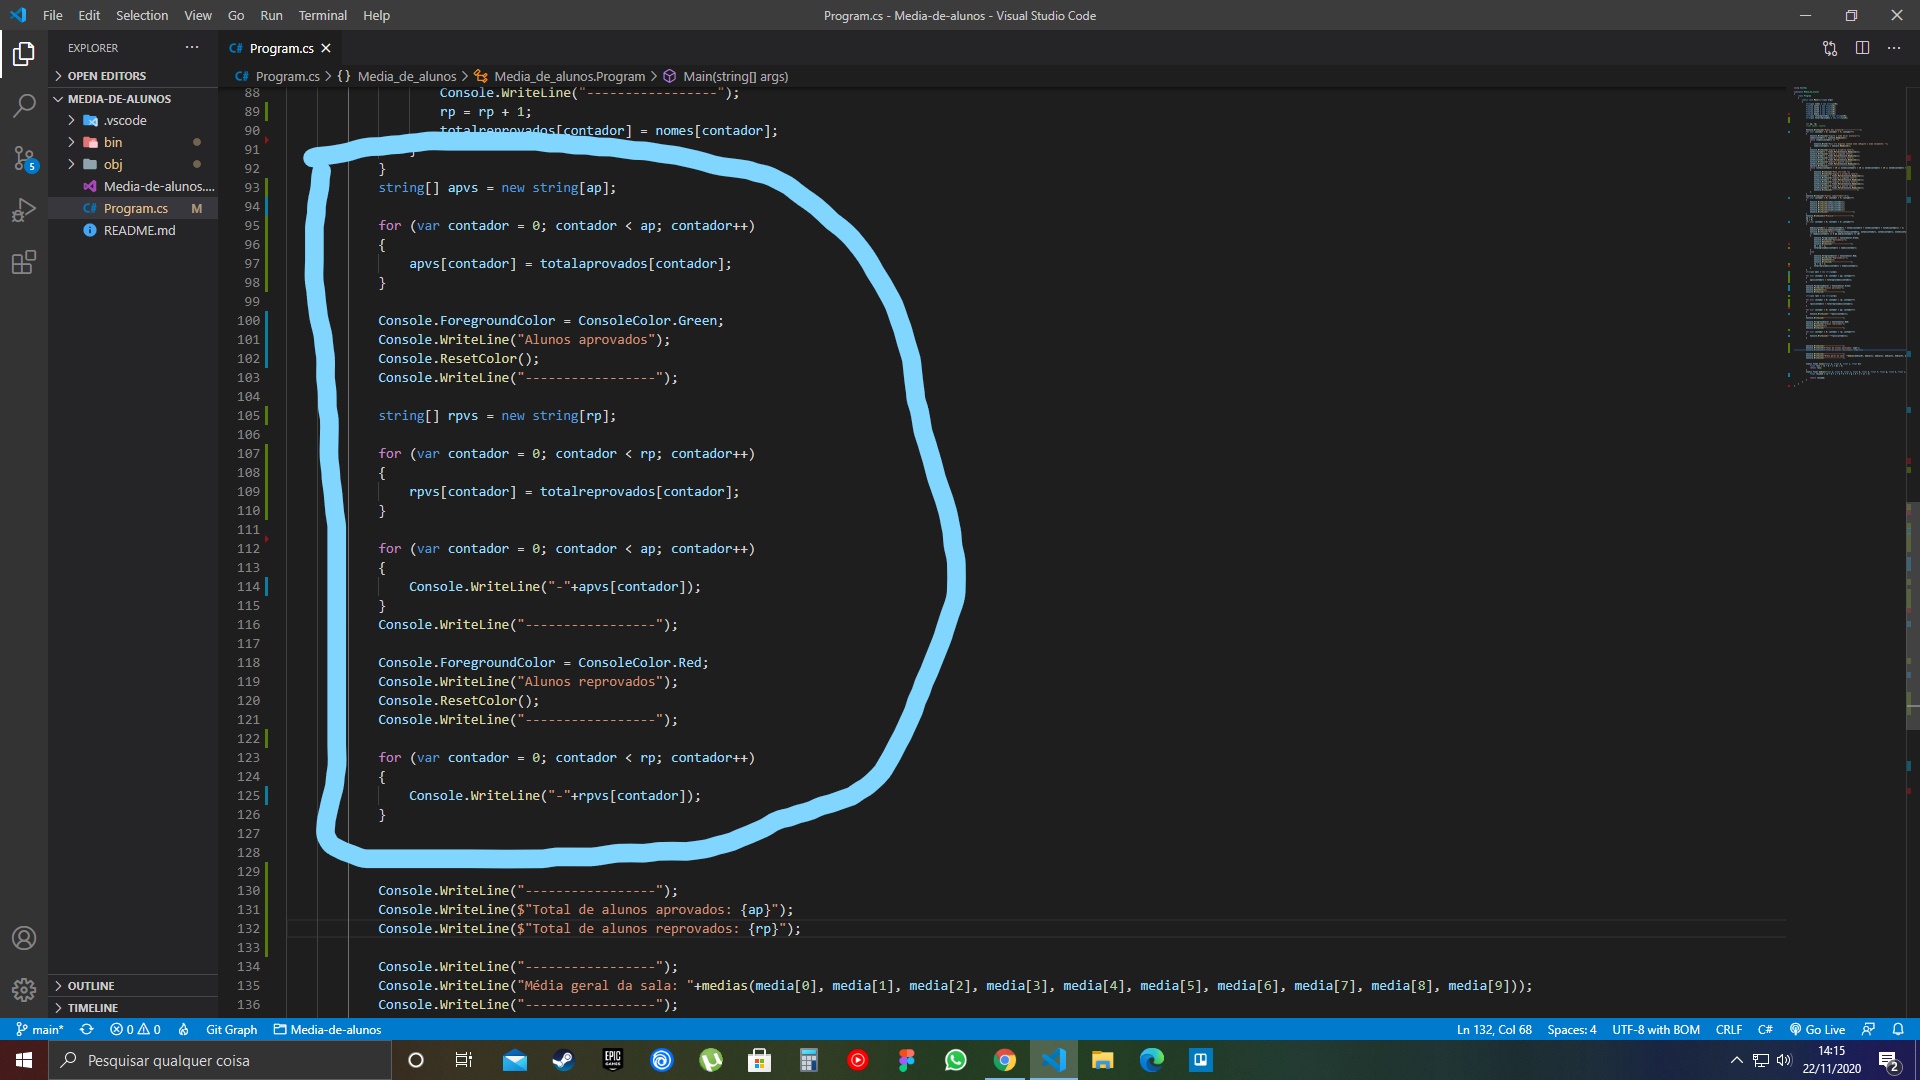 File Edit Selection View Go Run Terminal Help
Program.cs - Media-de-alunos - Visual Studio Code
EXPLORER
OPEN EDITORS
MEDIA-DE-ALUNOS
.vscode
bin
obj
Media-de-alunos....
C# Program.cs M
README.md
OUTLINE
TIMELINE
5
C# Program.cs
C# Program.cs > {} Media_de_alunos > Media_de_alunos.Program > Main(string[] args)
88 Console.WriteLine("-----------------");
89 rp = rp + 1;
90 totalreprovados[contador] = nomes[contador];
91 }
92 }
93 string[] apvs = new string[ap];
94
95 for (var contador = 0; contador < ap; contador++)
96 {
97 apvs[contador] = totalaprovados[contador];
98 }
99
100 Console.ForegroundColor = ConsoleColor.Green;
101 Console.WriteLine("Alunos aprovados");
102 Console.ResetColor();
103 Console.WriteLine("-----------------");
104
105 string[] rpvs = new string[rp];
106
107 for (var contador = 0; contador < rp; contador++)
108 {
109 rpvs[contador] = totalreprovados[contador];
110 }
111
112 for (var contador = 0; contador < ap; contador++)
113 {
114 Console.WriteLine("-"+apvs[contador]);
115 }
116 Console.WriteLine("-----------------");
117
118 Console.ForegroundColor = ConsoleColor.Red;
119 Console.WriteLine("Alunos reprovados");
120 Console.ResetColor();
121 Console.WriteLine("-----------------");
122
123 for (var contador = 0; contador < rp; contador++)
124 {
125 Console.WriteLine("-"+rpvs[contador]);
126 }
127
128
129
130 Console.WriteLine("-----------------");
131 Console.WriteLine($"Total de alunos aprovados: {ap}");
132 Console.WriteLine($"Total de alunos reprovados: {rp}");
133
134 Console.WriteLine("-----------------");
135 Console.WriteLine("Média geral da sala: "+medias(media[0], media[1], media[2], media[3], media[4], media[5], media[6], media[7], media[8], media[9]));
136 Console.WriteLine("-----------------");
main* 0 0 Git Graph Media-de-alunos
Ln 132, Col 68 Spaces: 4 UTF-8 with BOM CRLF C# Go Live
Pesquisar qualquer coisa
EPIC GAMES
14:15
22/11/2020
2